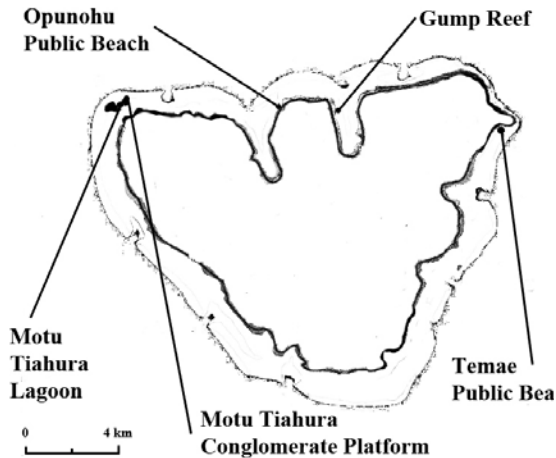 Opunohu
Public Beach
Gump Reef
Motu
Tiahura
Lagoon
Temae
Public Bea
Motu Tiahura
Conglomerate Platform
0
4 km